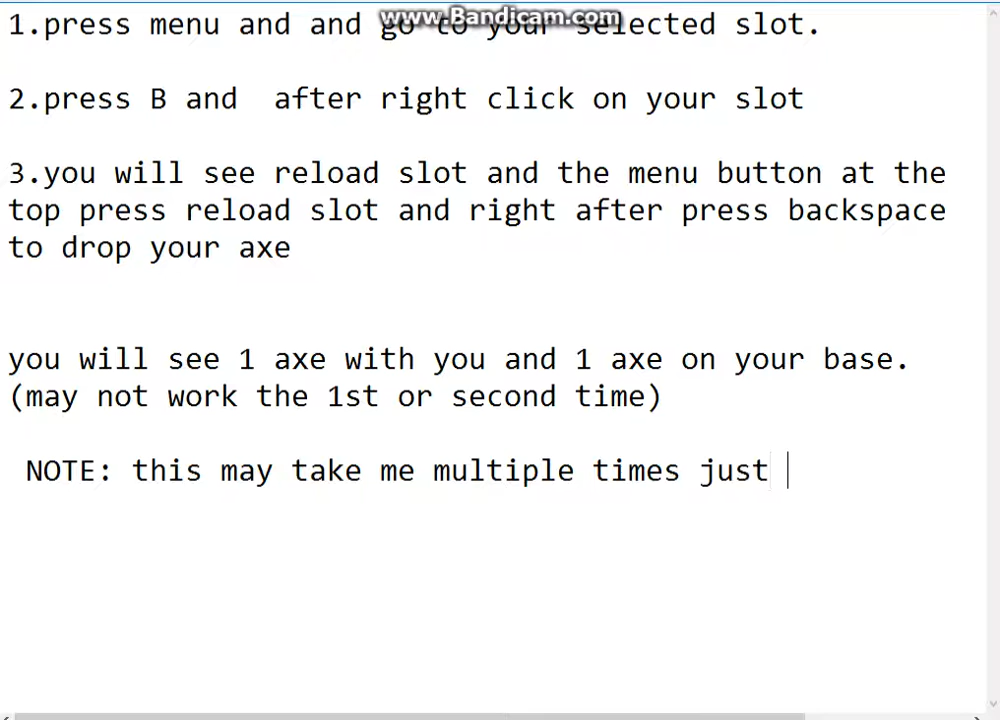 www.Bandicam.com
1.press menu and and go to your selected slot.
2.press B and  after right click on your slot
3.you will see reload slot and the menu button at the
top press reload slot and right after press backspace
to drop your axe
you will see 1 axe with you and 1 axe on your base.
(may not work the 1st or second time)
NOTE: this may take me multiple times just